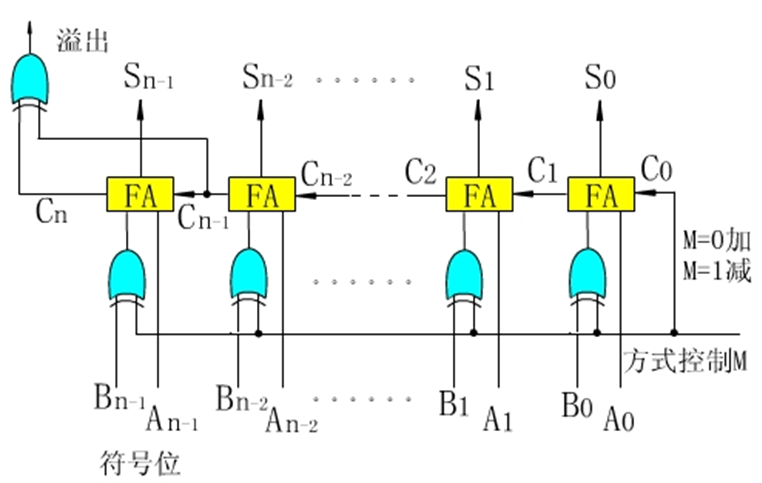 溢出
Sn-1 Sn-2 S1 S0
Cn FA Cn-1 FA Cn-2 C2 FA C1 FA C0
M=0加
M=1减
方式控制M
Bn-1 An-1 Bn-2 An-2 B1 A1 B0 A0
符号位